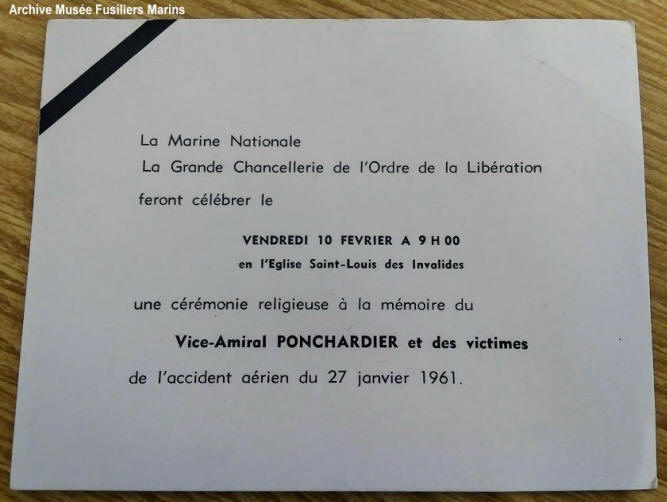 Archive Musée Fusiliers Marins
La Marine Nationale
La Grande Chancellerie de l'Ordre de la Libération
feront célébrer le
VENDREDI 10 FEVRIER A 9 H 00
en l'Eglise Saint-Louis des Invalides
une cérémonie religieuse à la mémoire du
Vice-Amiral PONCHARDIER et des victimes
de l'accident aérien du 27 janvier 1961.